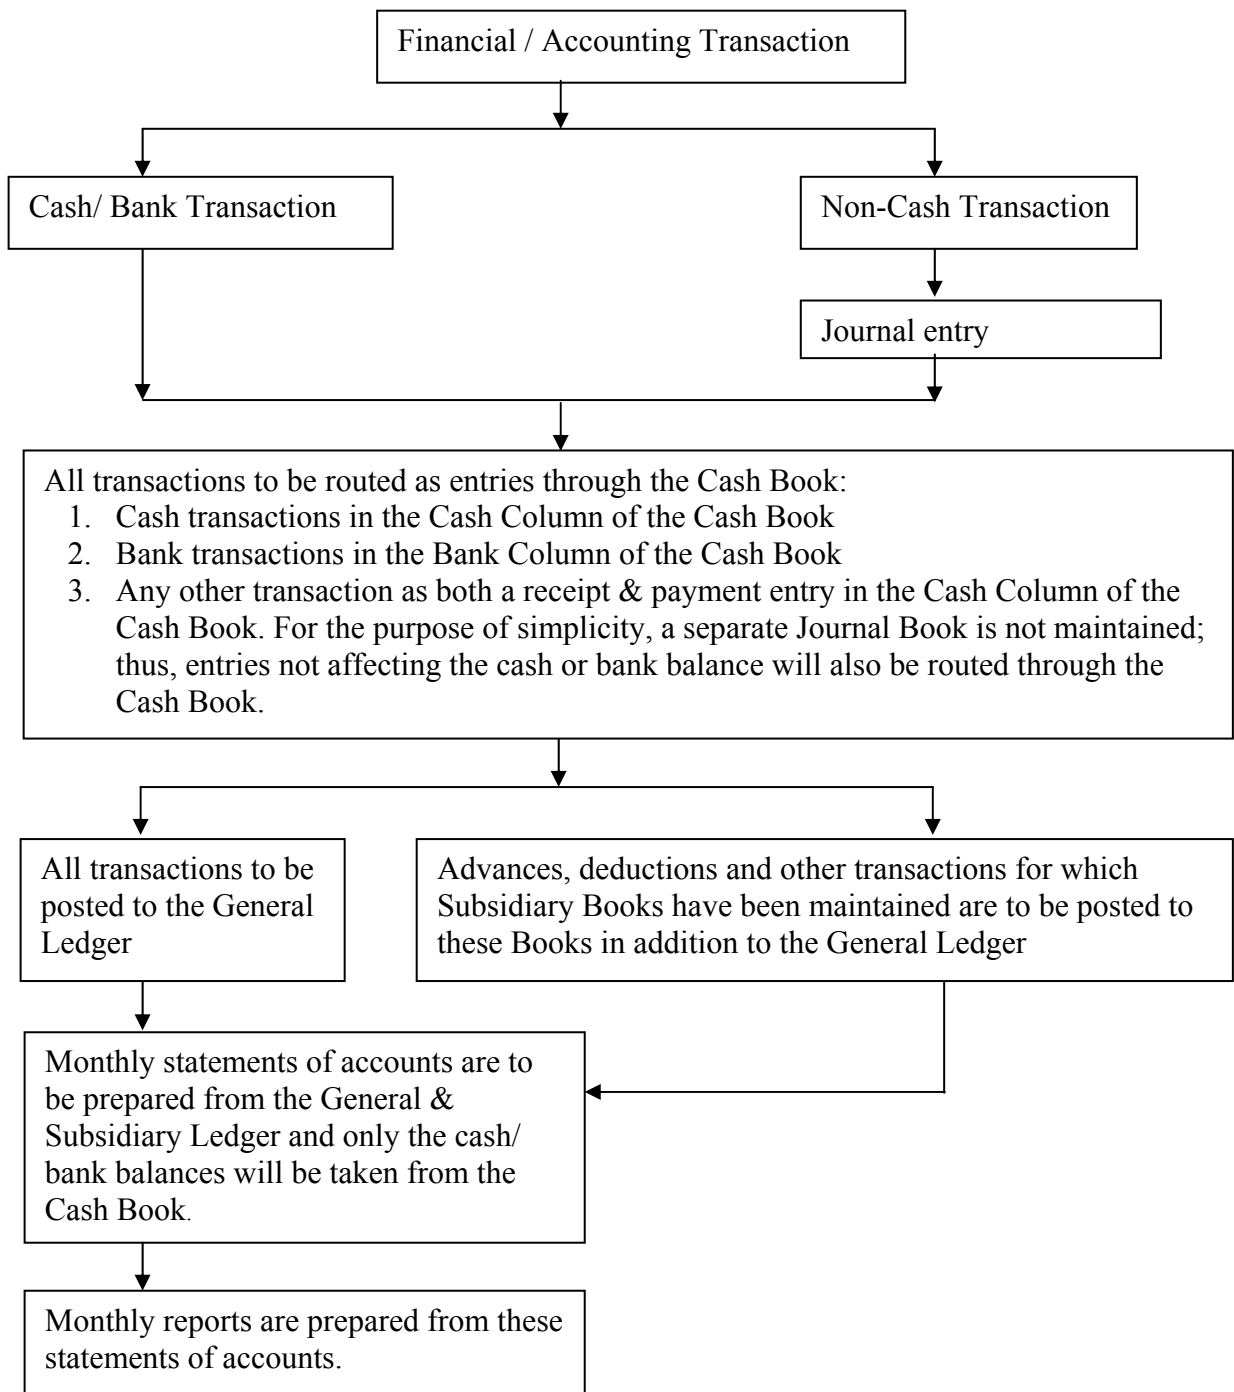 Financial / Accounting Transaction
Cash/ Bank Transaction
Non-Cash Transaction
Journal entry
All transactions to be routed as entries through the Cash Book:
1. Cash transactions in the Cash Column of the Cash Book
2. Bank transactions in the Bank Column of the Cash Book
3. Any other transaction as both a receipt & payment entry in the Cash Column of the
Cash Book. For the purpose of simplicity, a separate Journal Book is not maintained;
thus, entries not affecting the cash or bank balance will also be routed through the
Cash Book.
All transactions to be
posted to the General
Ledger
Advances, deductions and other transactions for which
Subsidiary Books have been maintained are to be posted to
these Books in addition to the General Ledger
Monthly statements of accounts are to
be prepared from the General &
Subsidiary Ledger and only the cash/
bank balances will be taken from the
Cash Book.
Monthly reports are prepared from these
statements of accounts.